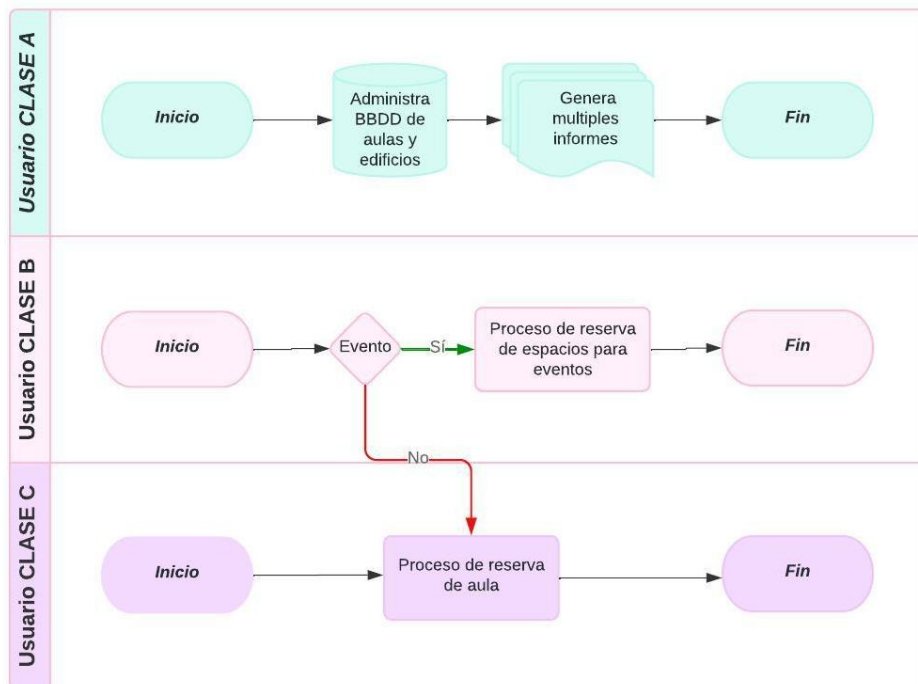 Usuario CLASE A
Inicio
Administra
BBDD de
aulas y
edificios
Genera
multiples
informes
Fin
Usuario CLASE B
Inicio
Evento
Sí
Proceso de reserva
de espacios para
eventos
Fin
No
Usuario CLASE C
Inicio
Proceso de reserva
de aula
Fin